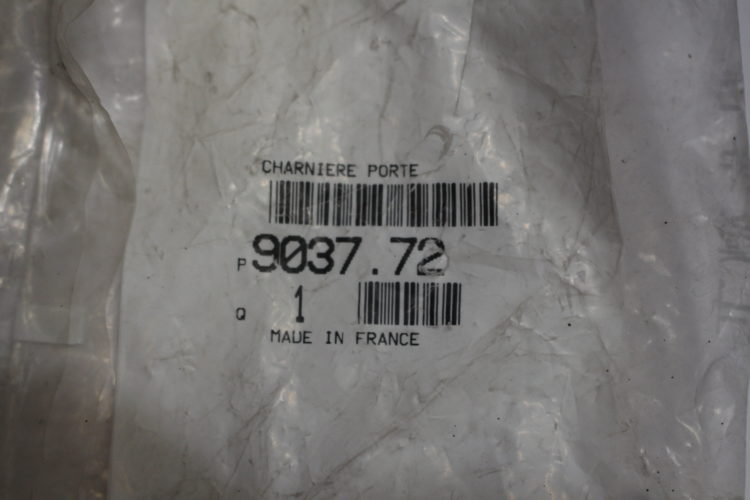 CHARNIERE PORTE
P 9037.72
Q 1
MADE IN FRANCE